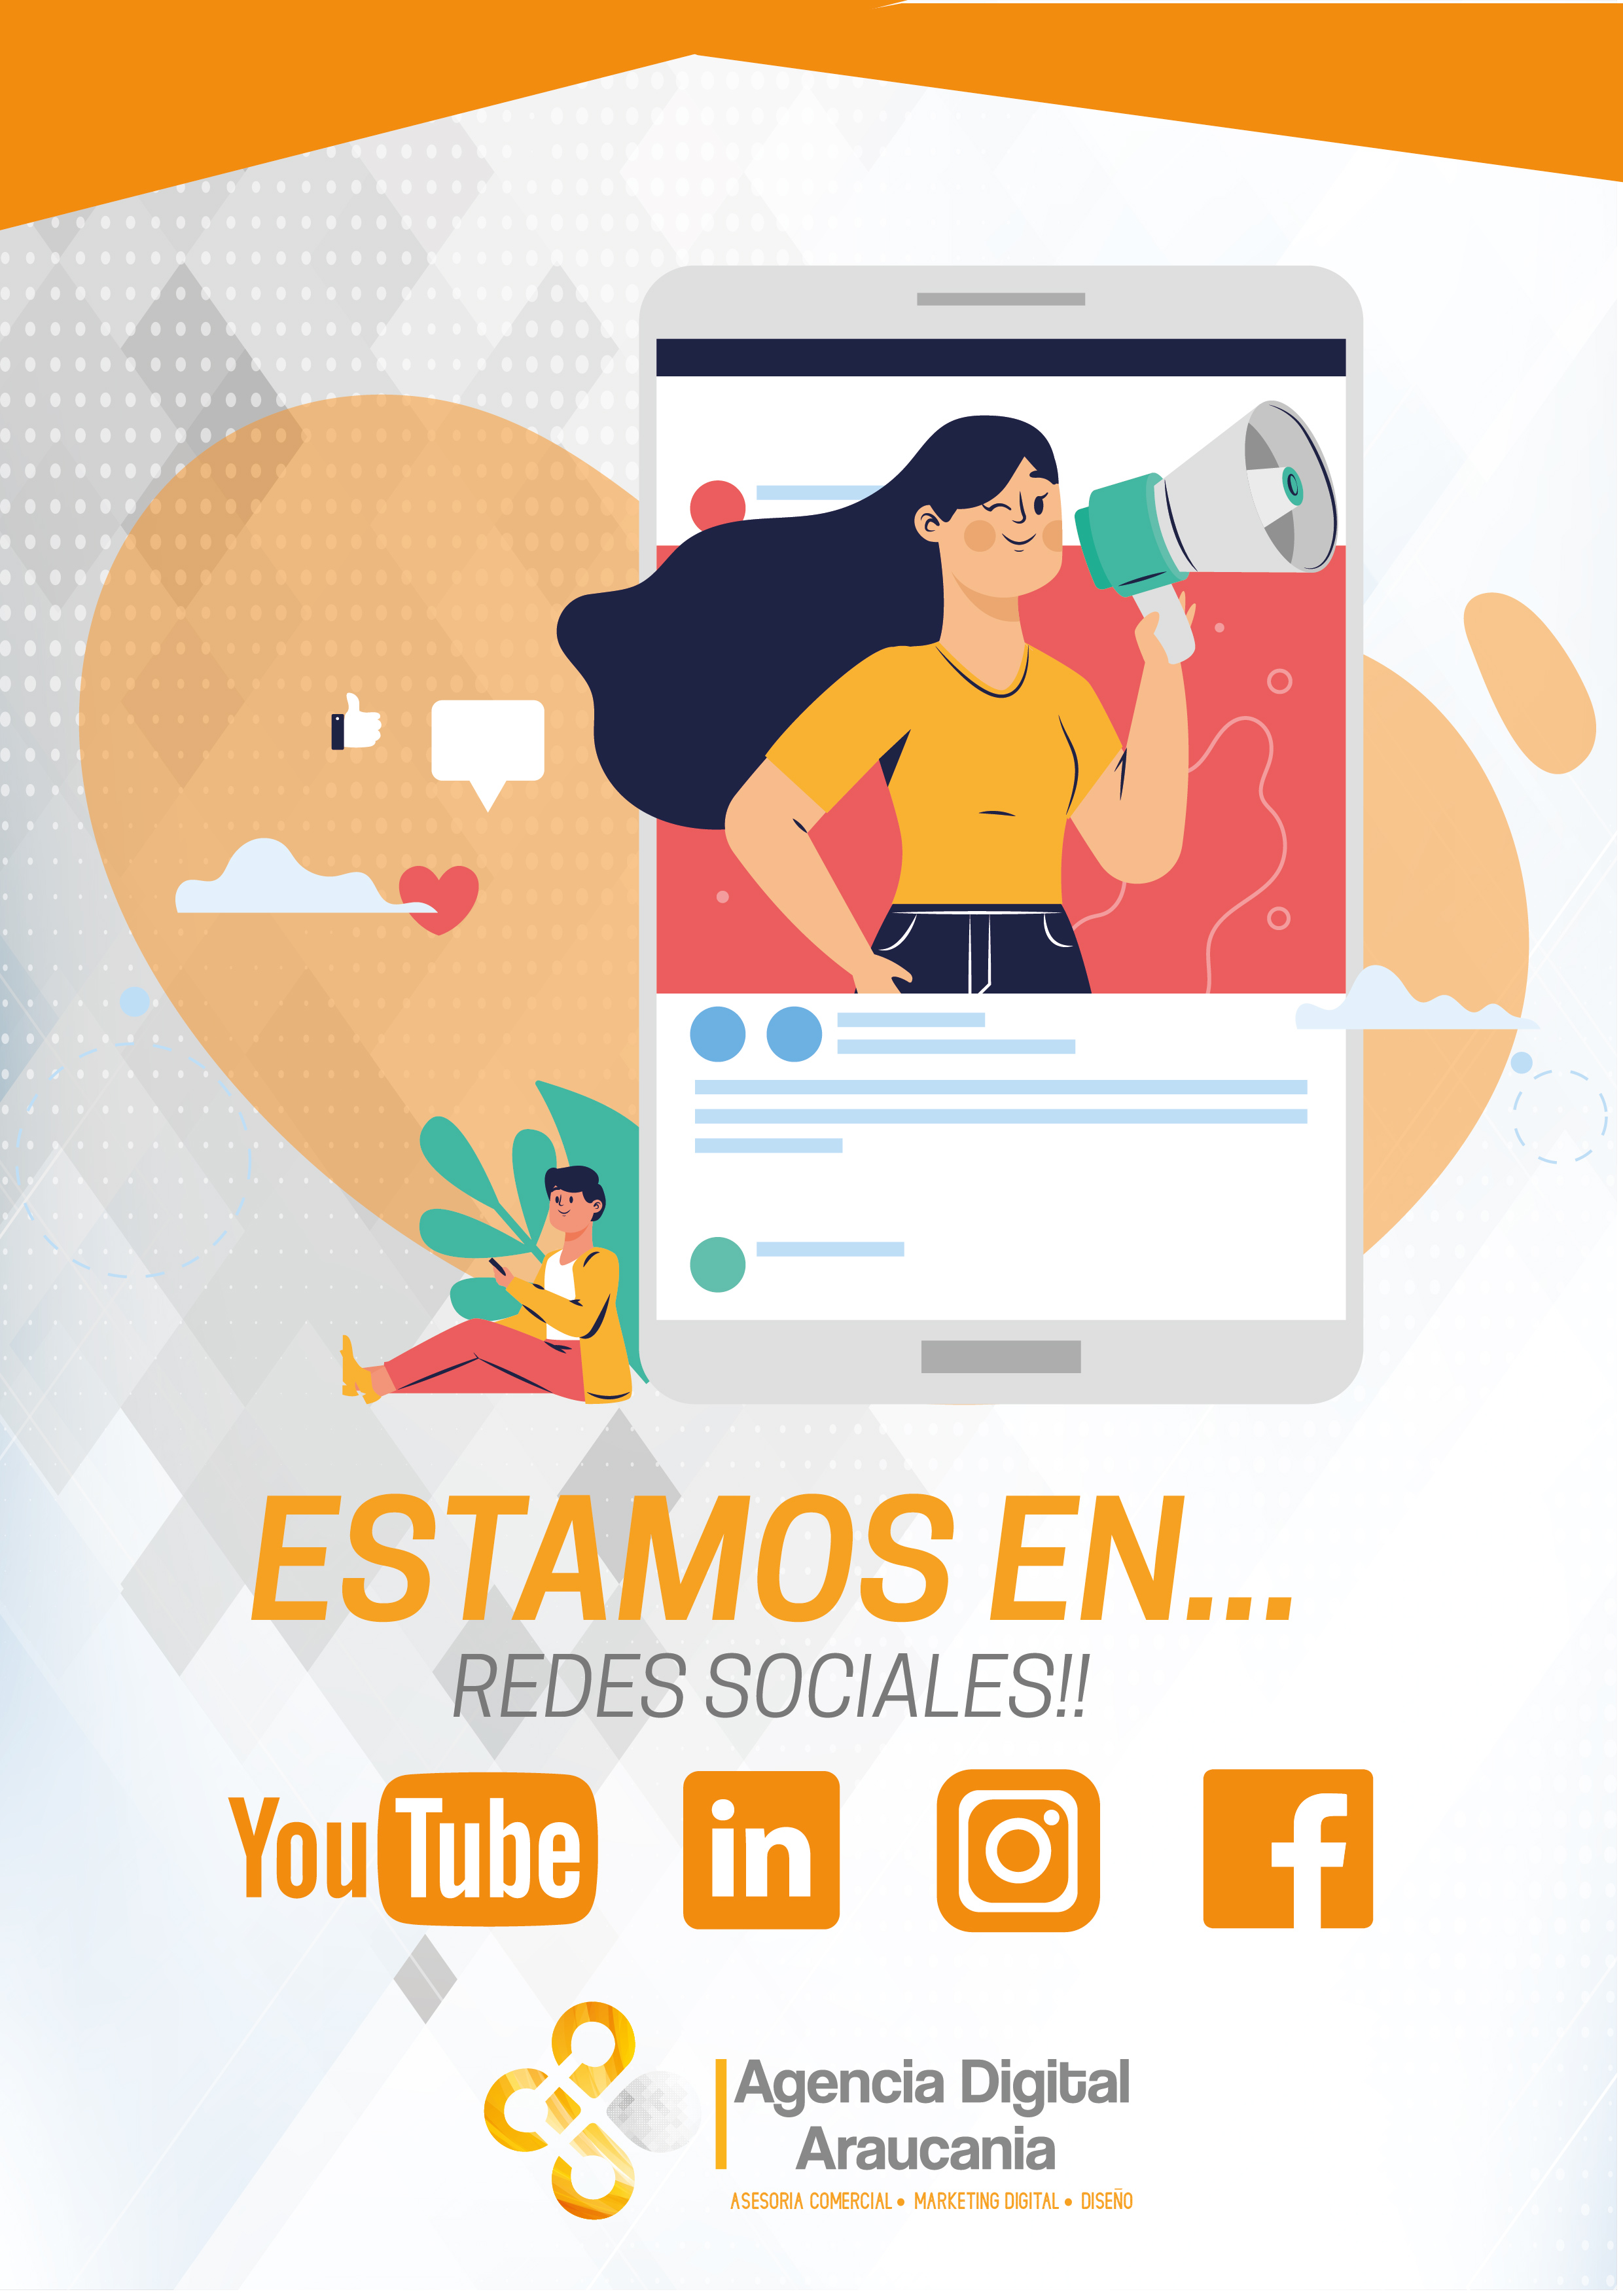 ESTAMOS EN...
REDES SOCIALES!!
YouTube
in
f
Agencia Digital
Araucania
ASESORIA COMERCIAL • MARKETING DIGITAL • DISEÑO